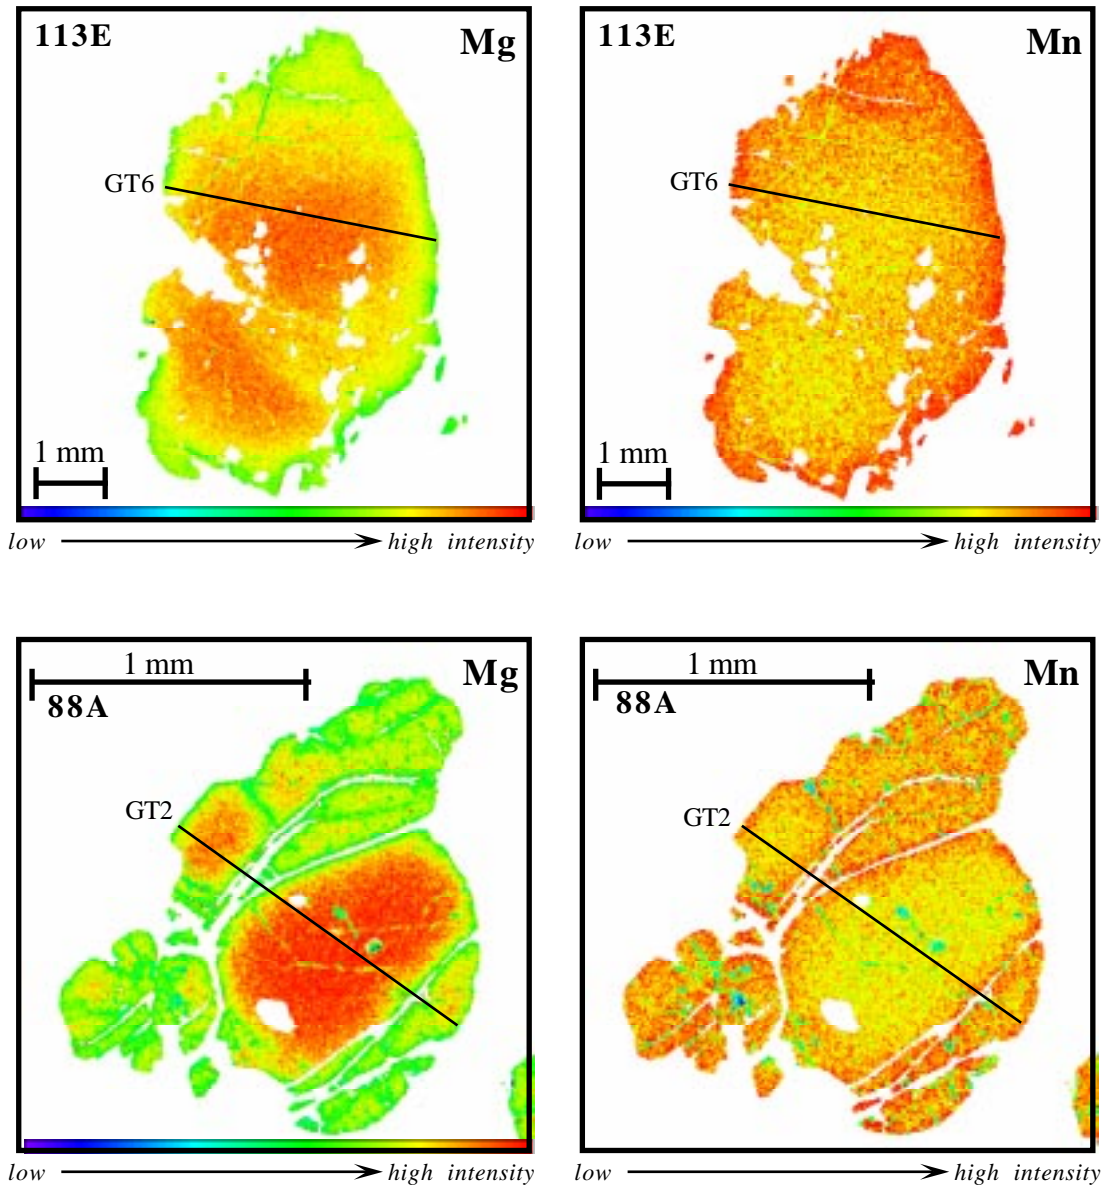 113E
Mg
GT6
1 mm
low
high intensity
113E
Mn
GT6
1 mm
low
high intensity
1 mm
Mg
88A
GT2
low
high intensity
1 mm
Mn
88A
GT2
low
high intensity